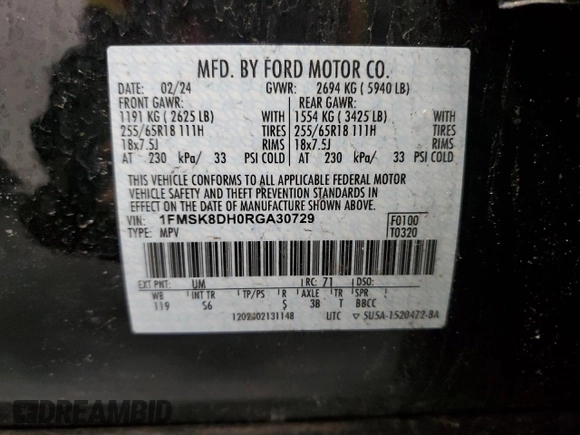 MFD. BY FORD MOTOR CO.
DATE: 02/24 GVWR: 2694 KG ( 5940 LB)
FRONT GAWR: REAR GAWR:
1191 KG ( 2625 LB) WITH 1554 KG ( 3425 LB) WITH
255/65R18 111H TIRES 255/65R18 111H TIRES
18x7.5J RIMS 18x7.5J RIMS
AT 230 kPa/ 33 PSI COLD AT 230 kPa/ 33 PSI COLD
THIS VEHICLE CONFORMS TO ALL APPLICABLE FEDERAL MOTOR
VEHICLE SAFETY AND THEFT PREVENTION STANDARDS IN
EFFECT ON THE DATE OF MANUFACTURE SHOWN ABOVE.
VIN: 1FMSK8DH0RGA30729 F0100
TYPE: MPV T0320
EXT PNT: UM RC: 71 DSO:
WB INT TR TP/PS R AXLE TR SPR
119 S6 5 3B T BBCC
1202402131148 UTC ▽ SU5A-1520472-BA
DREAMBID